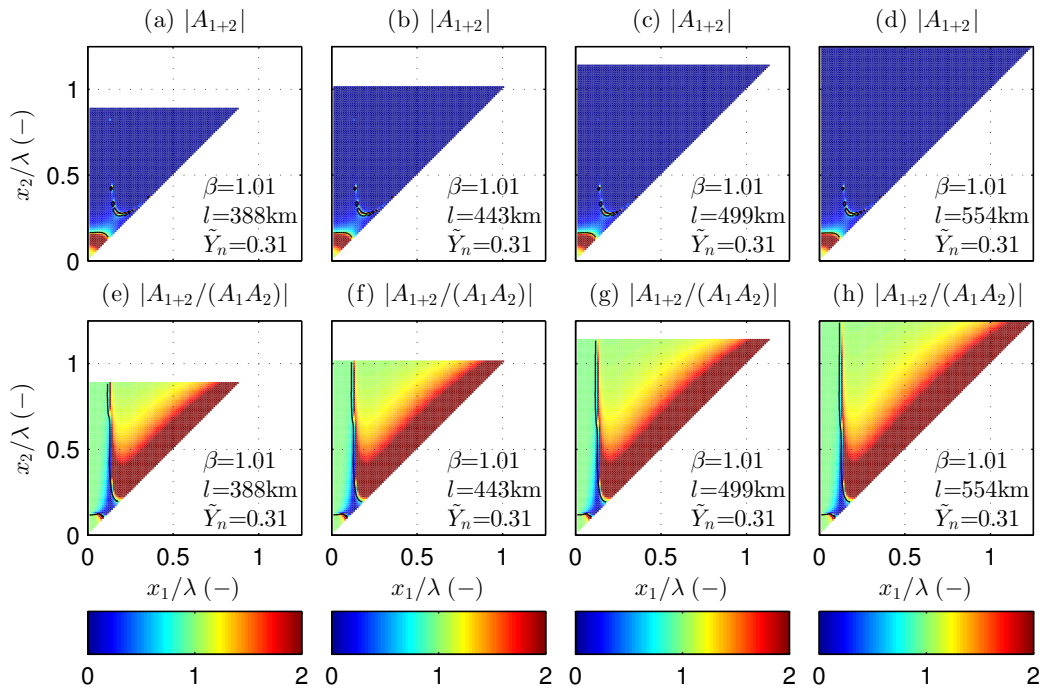 (a) |A₁₊₂|
(b) |A₁₊₂|
(c) |A₁₊₂|
(d) |A₁₊₂|
x₂/λ (−)
1
0.5
0
β=1.01
l=388km
Ỹₙ=0.31
β=1.01
l=443km
Ỹₙ=0.31
β=1.01
l=499km
Ỹₙ=0.31
β=1.01
l=554km
Ỹₙ=0.31
(e) |A₁₊₂/(A₁A₂)|
(f) |A₁₊₂/(A₁A₂)|
(g) |A₁₊₂/(A₁A₂)|
(h) |A₁₊₂/(A₁A₂)|
x₂/λ (−)
1
0.5
0
β=1.01
l=388km
Ỹₙ=0.31
β=1.01
l=443km
Ỹₙ=0.31
β=1.01
l=499km
Ỹₙ=0.31
β=1.01
l=554km
Ỹₙ=0.31
0 0.5 1
0 0.5 1
0 0.5 1
0 0.5 1
x₁/λ (−)
x₁/λ (−)
x₁/λ (−)
x₁/λ (−)
0 1 2
0 1 2
0 1 2
0 1 2